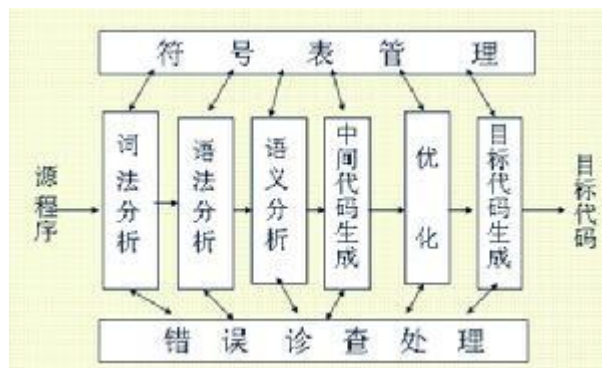 符号表管理
源程序
词法分析
语法分析
语义分析
中间代码生成
优化
目标代码生成
目标代码
错误诊查处理